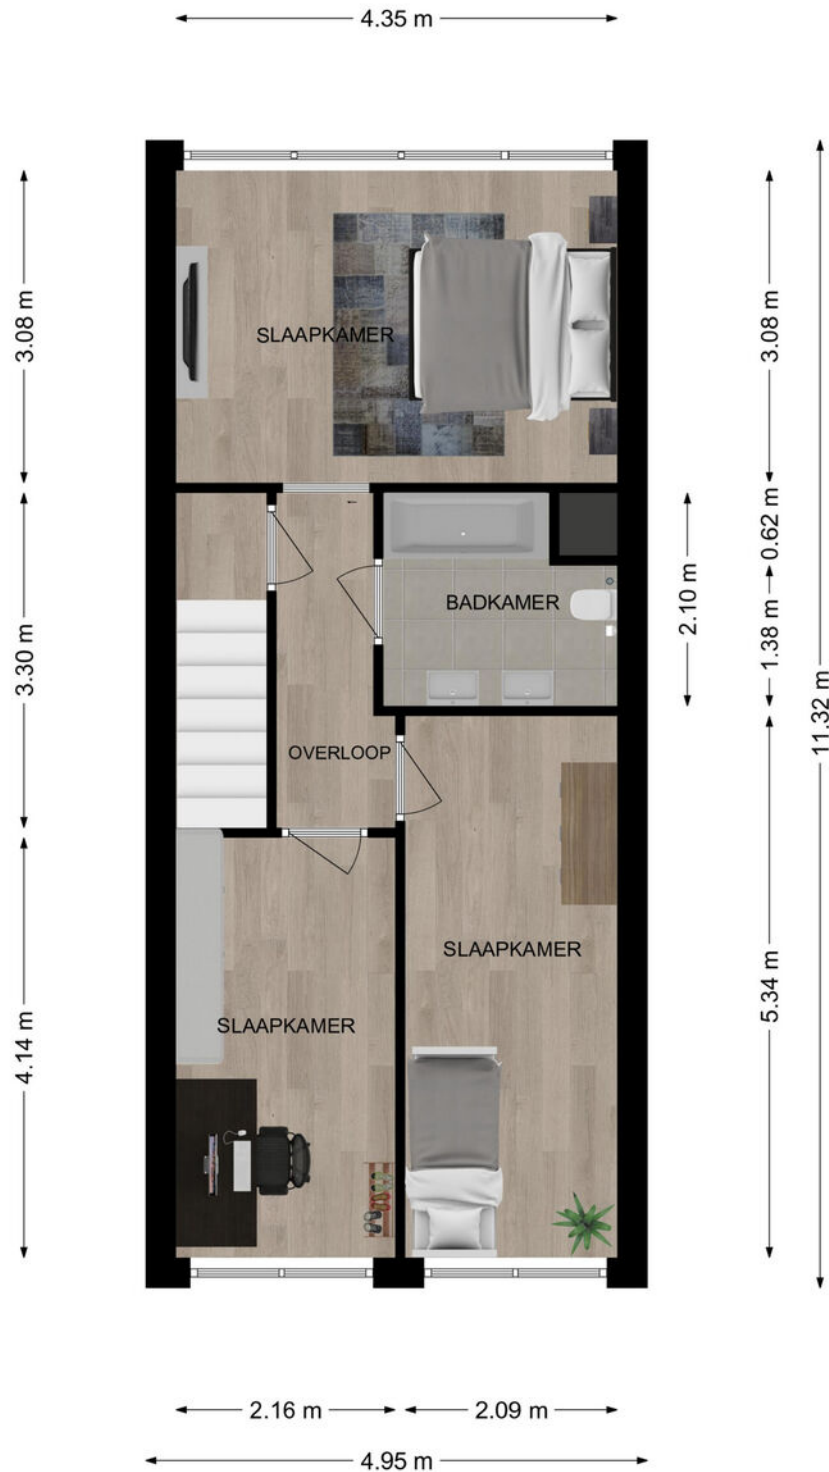 4.35 m
3.08 m
3.08 m
SLAAPKAMER
0.62 m
2.10 m
BADKAMER
1.38 m
3.30 m
11.32 m
OVERLOOP
SLAAPKAMER
5.34 m
SLAAPKAMER
4.14 m
2.16 m
2.09 m
4.95 m